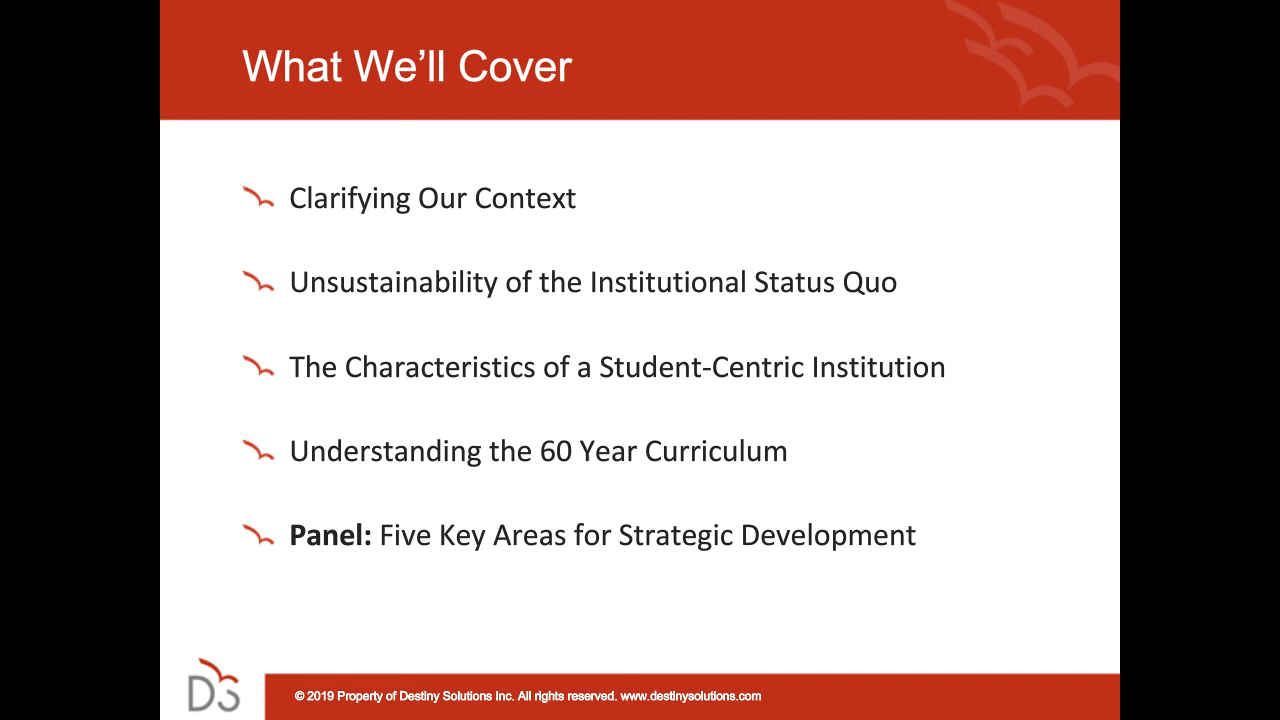 What We’ll Cover
Clarifying Our Context
Unsustainability of the Institutional Status Quo
The Characteristics of a Student-Centric Institution
Understanding the 60 Year Curriculum
Panel: Five Key Areas for Strategic Development
DS
© 2019 Property of Destiny Solutions Inc. All rights reserved. www.destinysolutions.com